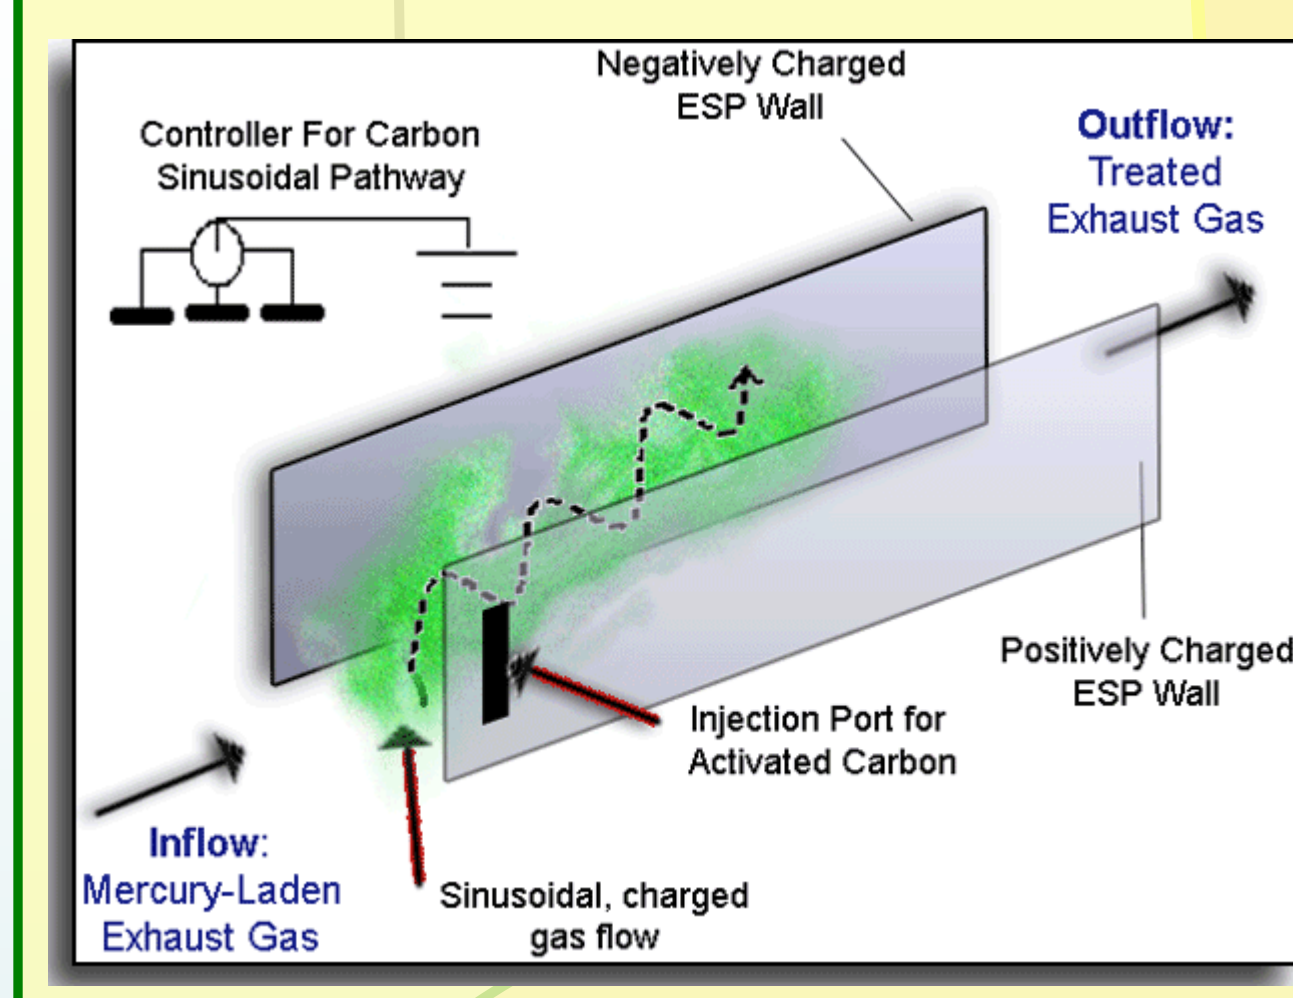 Negatively Charged
ESP Wall
Controller For Carbon
Sinusoidal Pathway
Outflow:
Treated
Exhaust Gas
Positively Charged
ESP Wall
Injection Port for
Activated Carbon
Inflow:
Mercury-Laden
Exhaust Gas
Sinusoidal, charged
gas flow